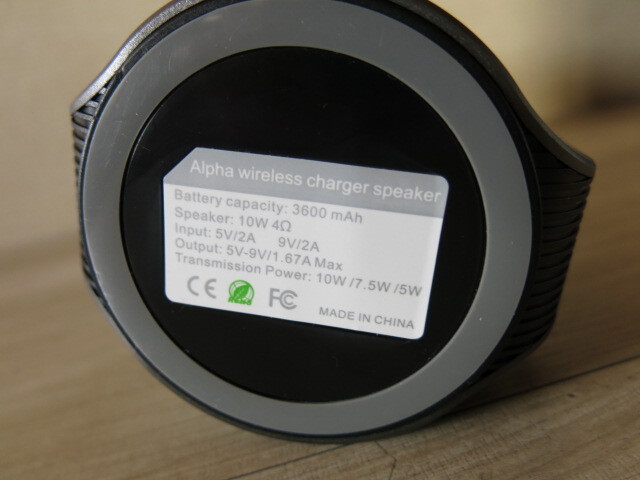 Alpha wireless charger speaker
Battery capacity: 3600 mAh
Speaker: 10W 4Ω
Input: 5V/2A 9V/2A
Output: 5V-9V/1.67A Max
Transmission Power: 10W /7.5W /5W
CE FC
MADE IN CHINA